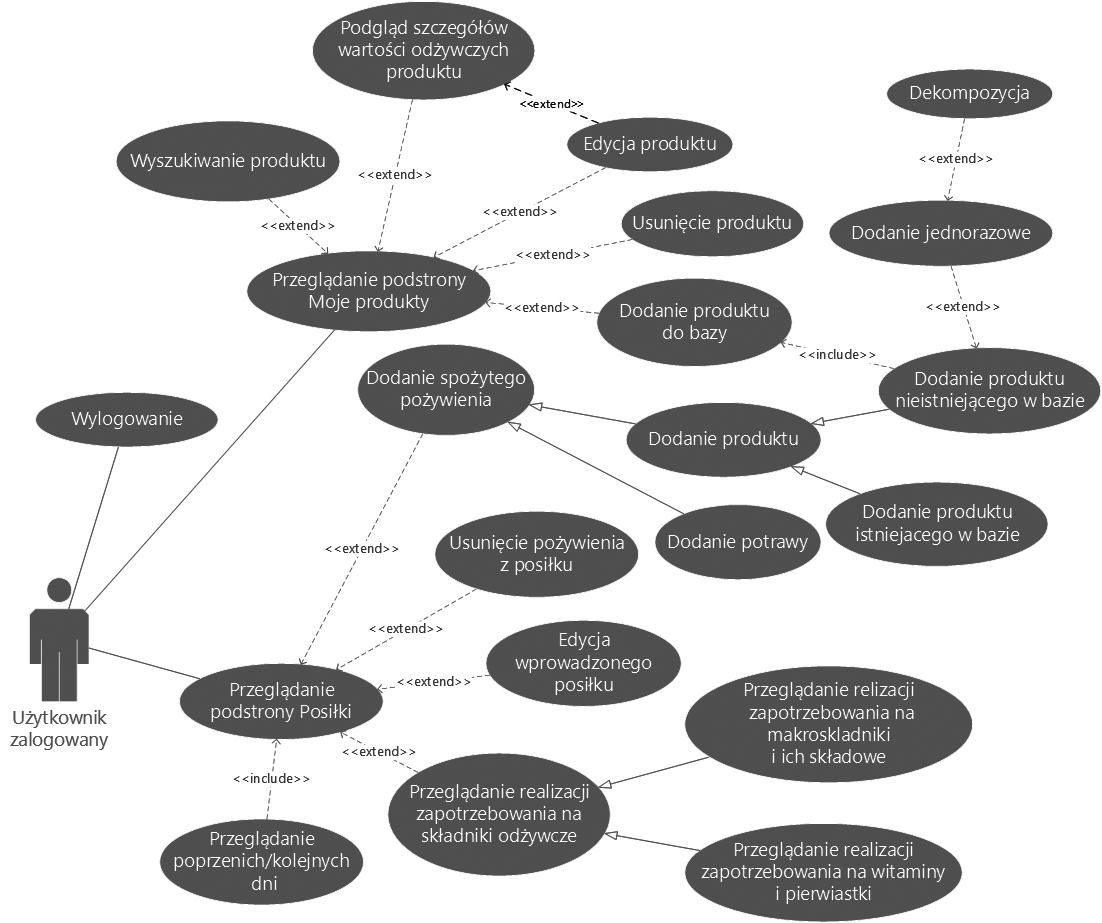 Podgląd szczegółów
wartości odżywczych
produktu
<<extend>>
Dekompozycja
Wyszukiwanie produktu
Edycja produktu
<<extend>>
<<extend>>
<<extend>>
<<extend>>
Usunięcie produktu
Dodanie jednorazowe
<<extend>>
Przeglądanie podstrony
Moje produkty
<<extend>>
<<extend>>
Dodanie produktu
do bazy
<<include>>
Dodanie spożytego
pożywienia
Dodanie produktu
nieistniejącego w bazie
Wylogowanie
Dodanie produktu
Dodanie produktu
istniejacego w bazie
Dodanie potrawy
<<extend>>
Usunięcie pożywienia
z posiłku
<<extend>>
Edycja
wprowadzonego
posiłku
<<extend>>
Użytkownik
zalogowany
Przeglądanie
podstrony Posiłki
Przeglądanie relizacji
zapotrzebowania na
makroskladniki
i ich składowe
<<extend>>
<<include>>
Przeglądanie realizacji
zapotrzebowania na
składniki odżywcze
Przeglądanie
poprzenich/kolejnych
dni
Przeglądanie realizacji
zapotrzebowania na witaminy
i pierwiastki